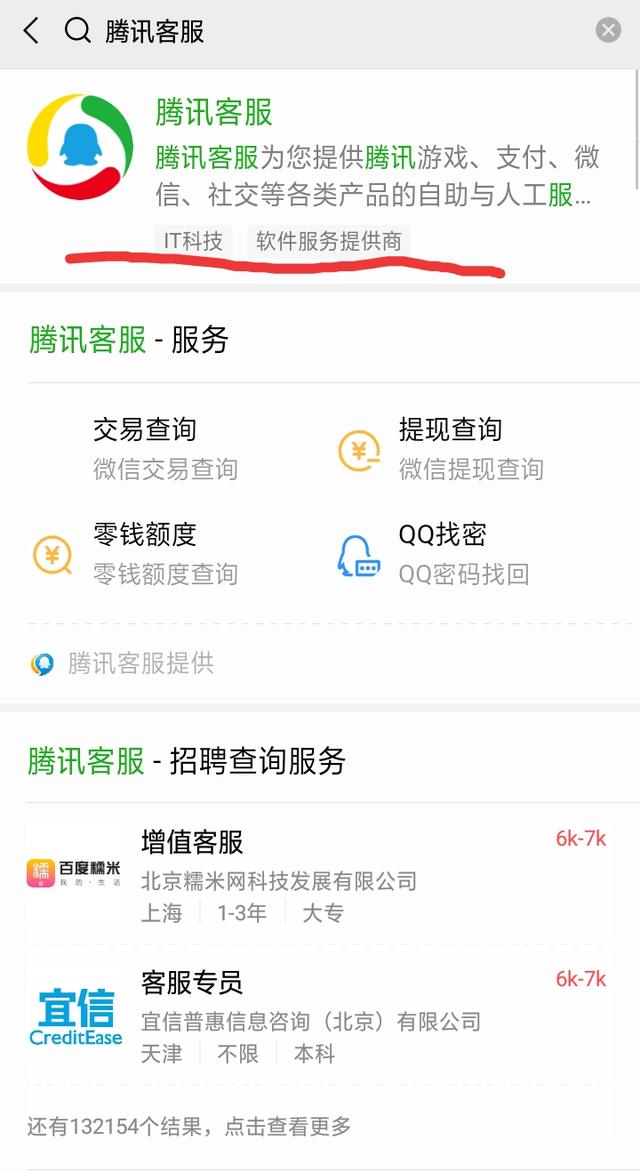 腾讯客服
腾讯客服
腾讯客服为您提供腾讯游戏、支付、微
信、社交等各类产品的自助与人工服...
IT科技 软件服务提供商
腾讯客服 - 服务
交易查询 提现查询
微信交易查询 微信提现查询
零钱额度 QQ找密
零钱额度查询 QQ密码找回
腾讯客服提供
腾讯客服 - 招聘查询服务
增值客服 6k-7k
糯 百度糯米
我的·生活
北京糯米网科技发展有限公司
上海 1-3年 大专
客服专员 6k-7k
宜信
CreditEase
宜信普惠信息咨询（北京）有限公司
天津 不限 本科
还有132154个结果，点击查看更多